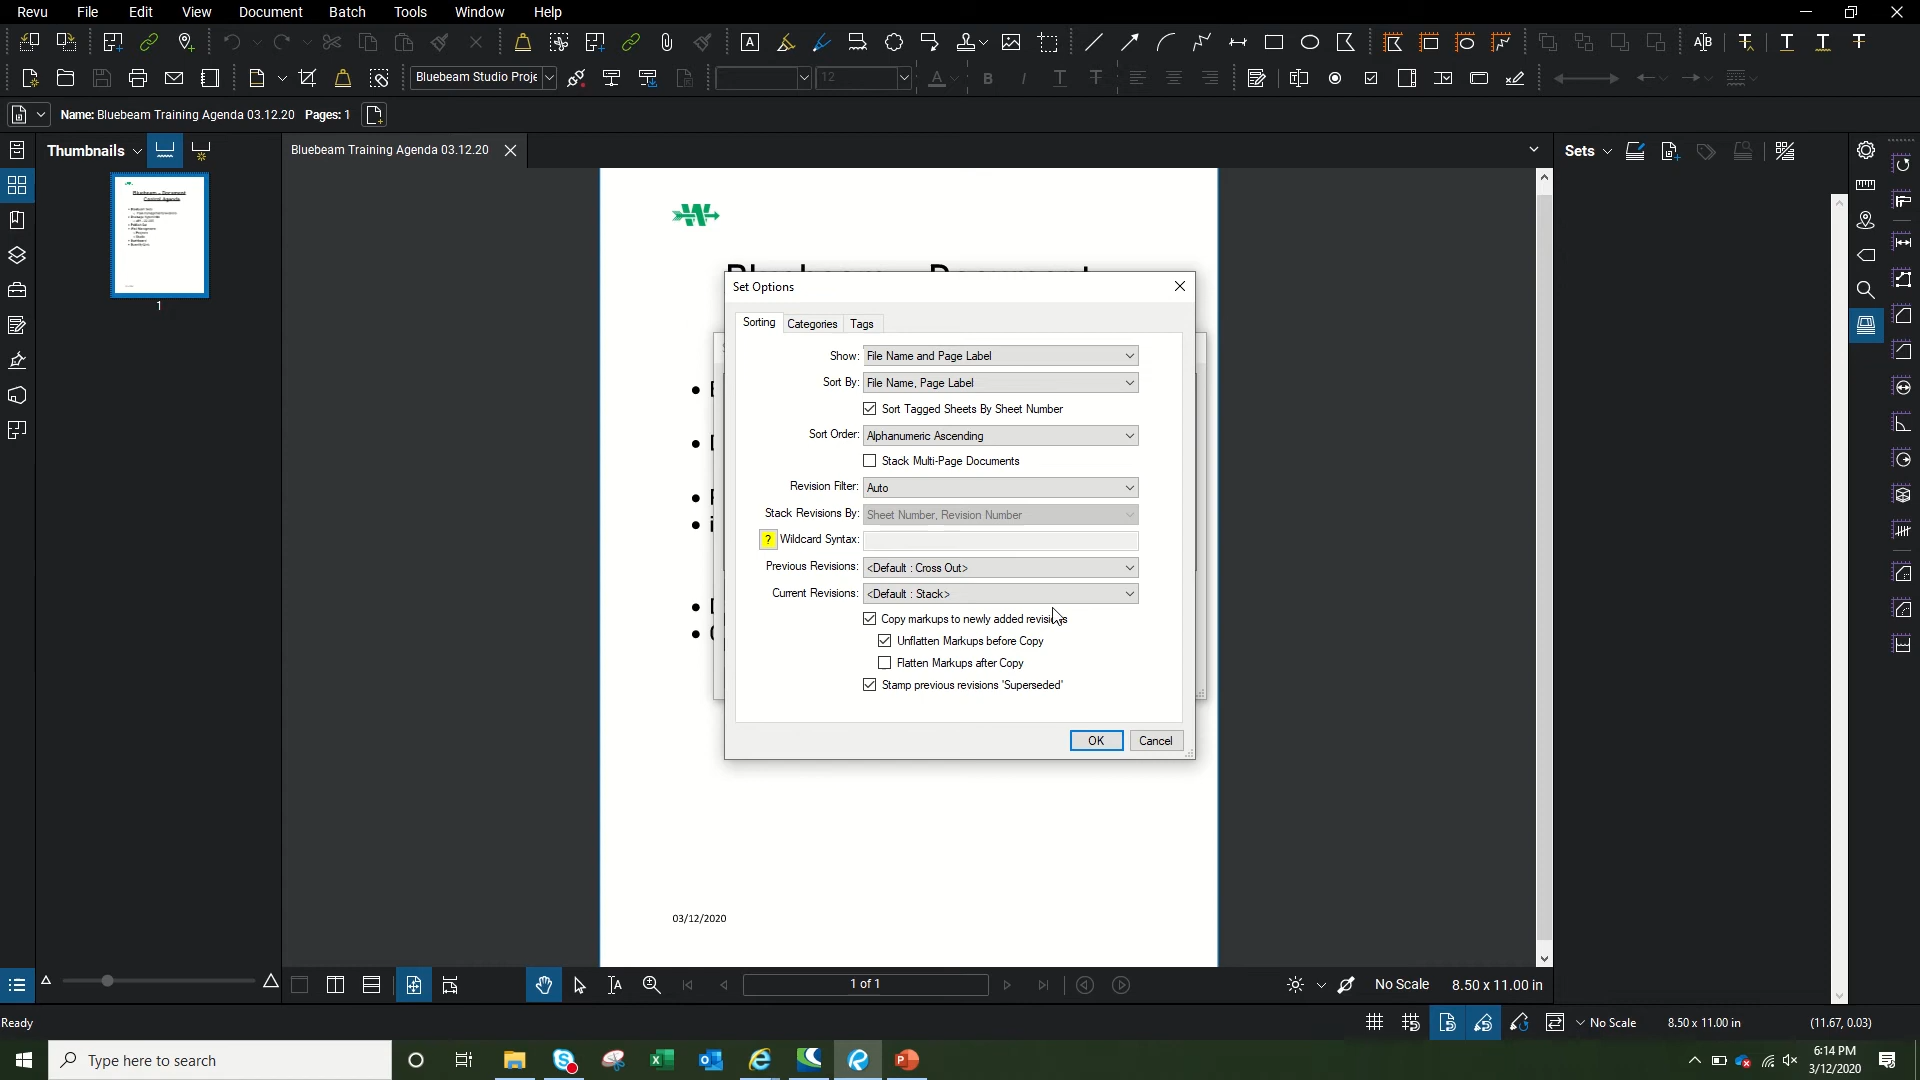 Revu File Edit View Document Batch Tools Window Help
Bluebeam Studio Proje 12
Name: Bluebeam Training Agenda 03.12.20 Pages: 1
Thumbnails
Bluebeam Training Agenda 03.12.20
Sets
1
Set Options
Sorting Categories Tags
Show: File Name and Page Label
Sort By: File Name, Page Label
Sort Tagged Sheets By Sheet Number
Sort Order: Alphanumeric Ascending
Stack Multi-Page Documents
Revision Filter: Auto
Stack Revisions By: Sheet Number, Revision Number
? Wildcard Syntax:
Previous Revisions: <Default : Cross Out>
Current Revisions: <Default : Stack>
Copy markups to newly added revisions
Unflatten Markups before Copy
Flatten Markups after Copy
Stamp previous revisions 'Superseded'
OK Cancel
03/12/2020
1 of 1
No Scale 8.50 x 11.00 in
Ready
No Scale 8.50 x 11.00 in (11.67, 0.03)
Type here to search
6:14 PM
3/12/2020